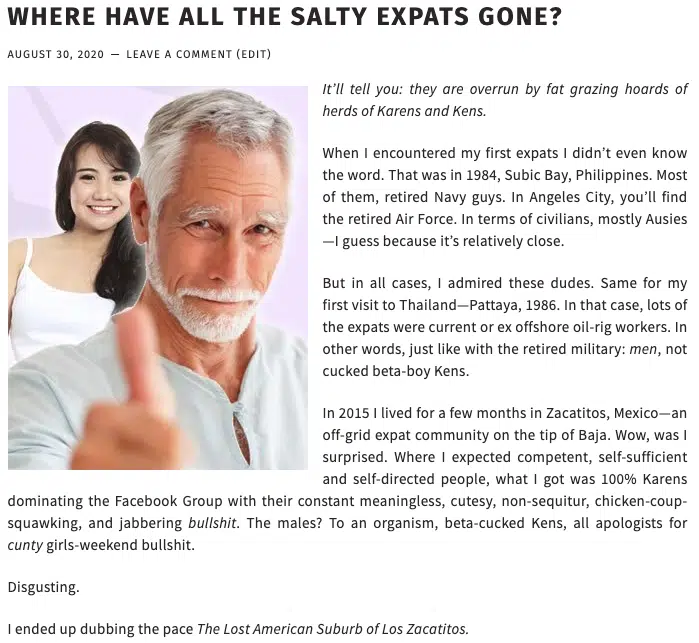 WHERE HAVE ALL THE SALTY EXPATS GONE?
AUGUST 30, 2020 — LEAVE A COMMENT (EDIT)
It'll tell you: they are overrun by fat grazing hoards of
herds of Karens and Kens.
When I encountered my first expats I didn't even know
the word. That was in 1984, Subic Bay, Philippines. Most
of them, retired Navy guys. In Angeles City, you'll find
the retired Air Force. In terms of civilians, mostly Ausies
—I guess because it's relatively close.
But in all cases, I admired these dudes. Same for my
first visit to Thailand—Pattaya, 1986. In that case, lots of
the expats were current or ex offshore oil-rig workers. In
other words, just like with the retired military: men, not
cucked beta-boy Kens.
In 2015 I lived for a few months in Zacatitos, Mexico—an
off-grid expat community on the tip of Baja. Wow, was I
surprised. Where I expected competent, self-sufficient
and self-directed people, what I got was 100% Karens
dominating the Facebook Group with their constant meaningless, cutesy, non-sequitur, chicken-coup-
squawking, and jabbering bullshit. The males? To an organism, beta-cucked Kens, all apologists for
cunty girls-weekend bullshit.
Disgusting.
I ended up dubbing the pace The Lost American Suburb of Los Zacatitos.